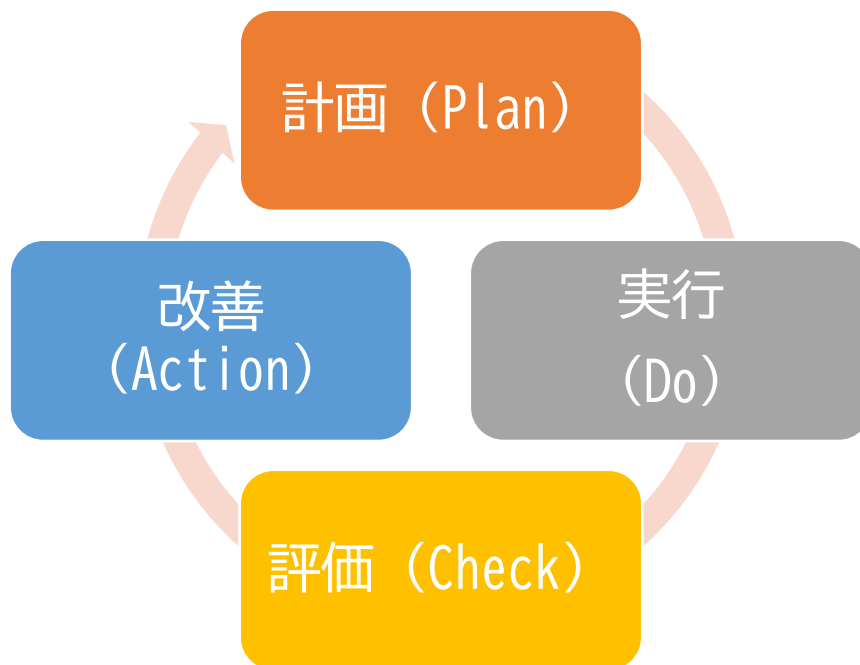 計画（Plan）
実行
（Do）
評価（Check）
改善
（Action）